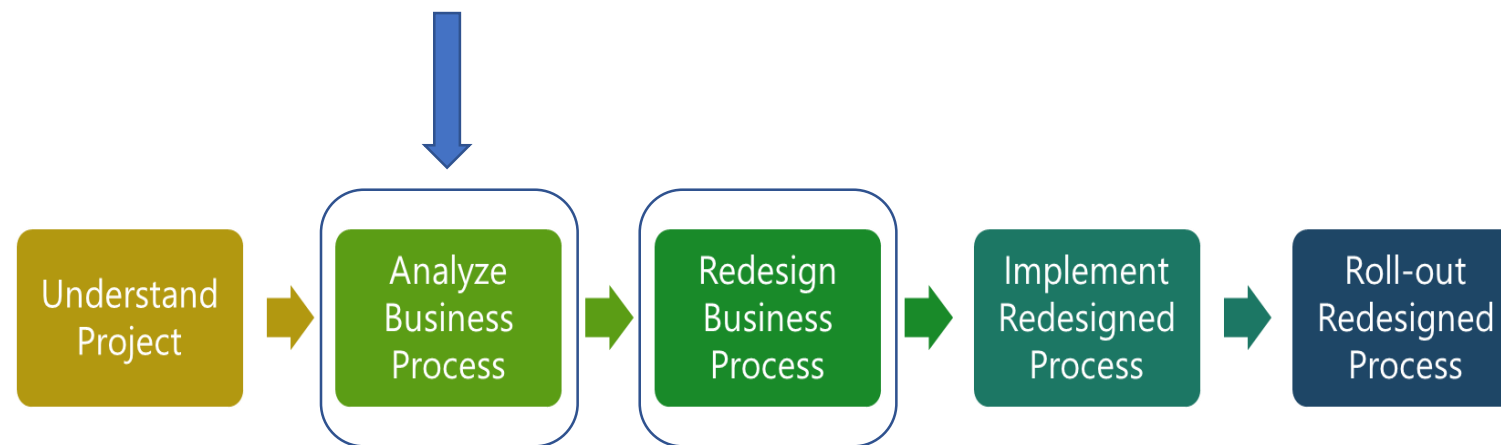 Understand
Project
Analyze
Business
Process
Redesign
Business
Process
Implement
Redesigned
Process
Roll-out
Redesigned
Process